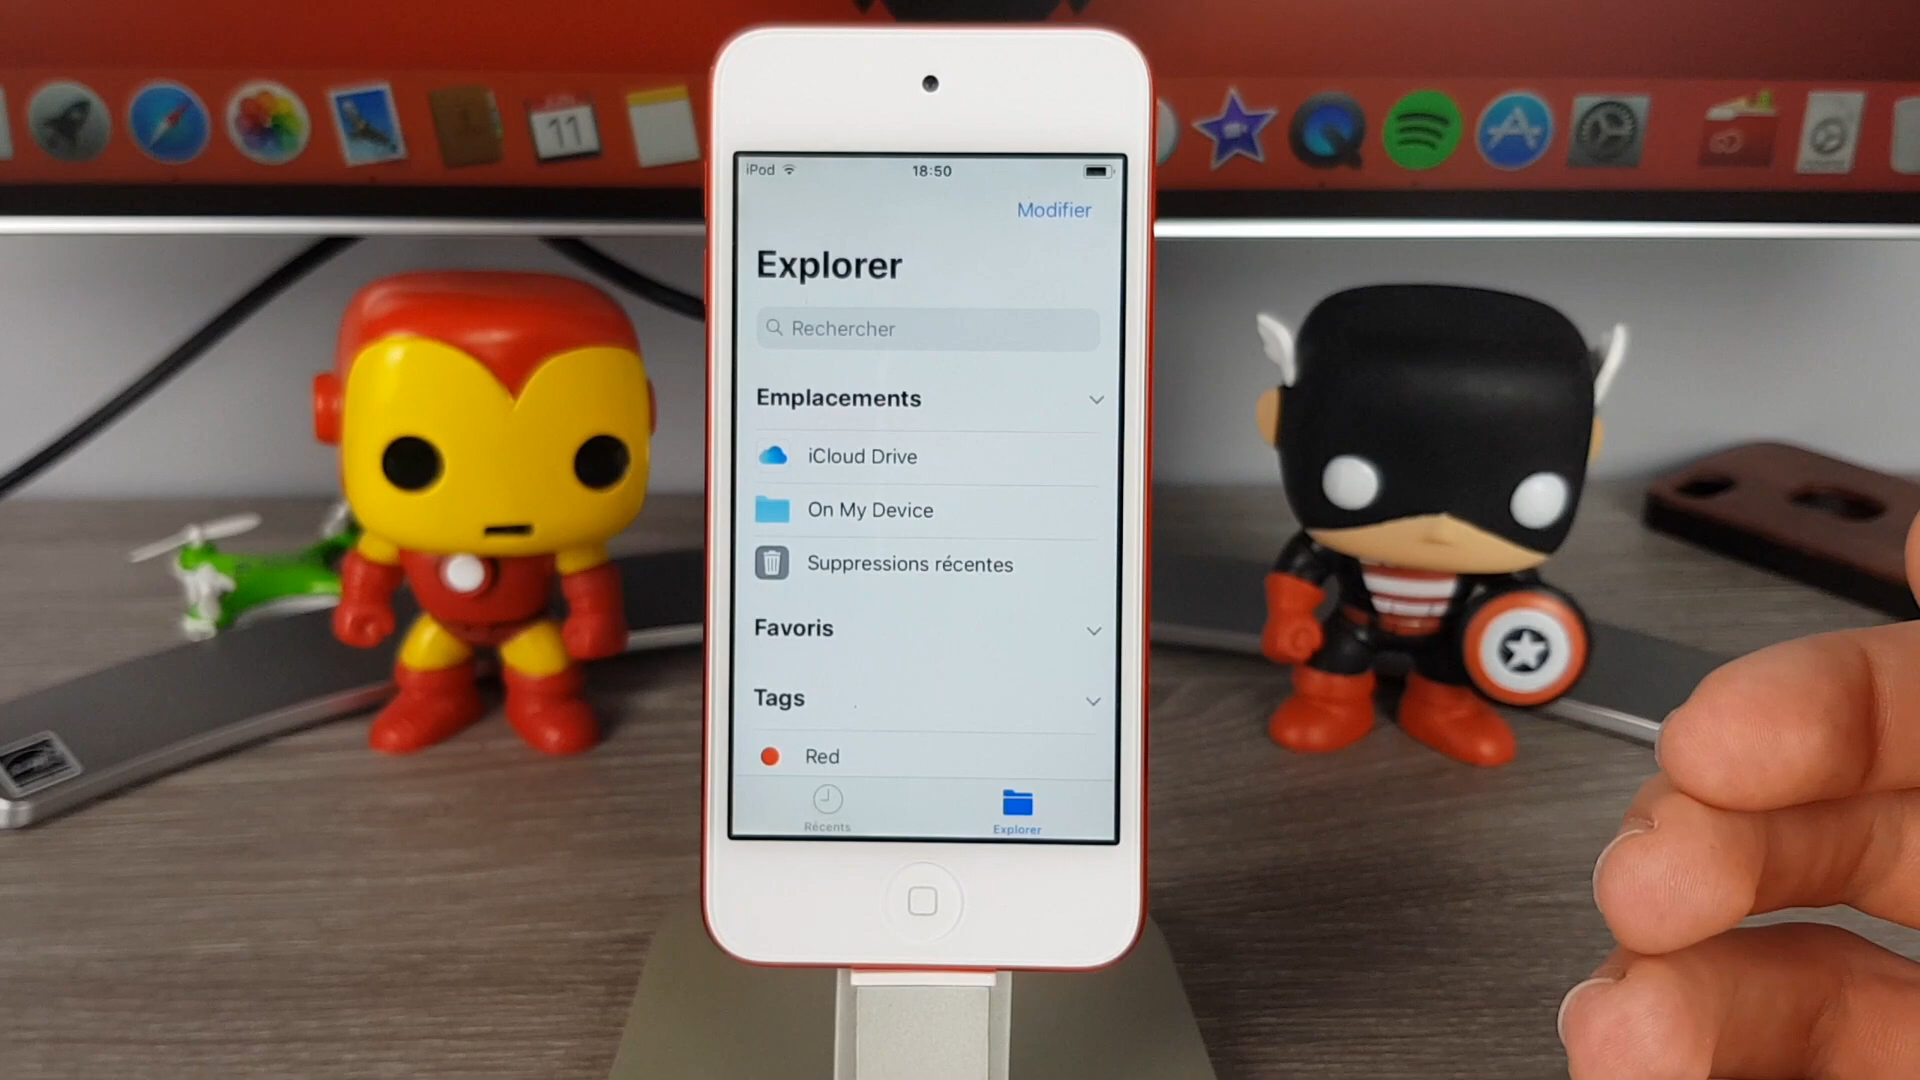 11
iPod
18:50
Modifier
Explorer
Rechercher
Emplacements
iCloud Drive
On My Device
Suppressions récentes
Favoris
Tags
Red
Récents
Explorer